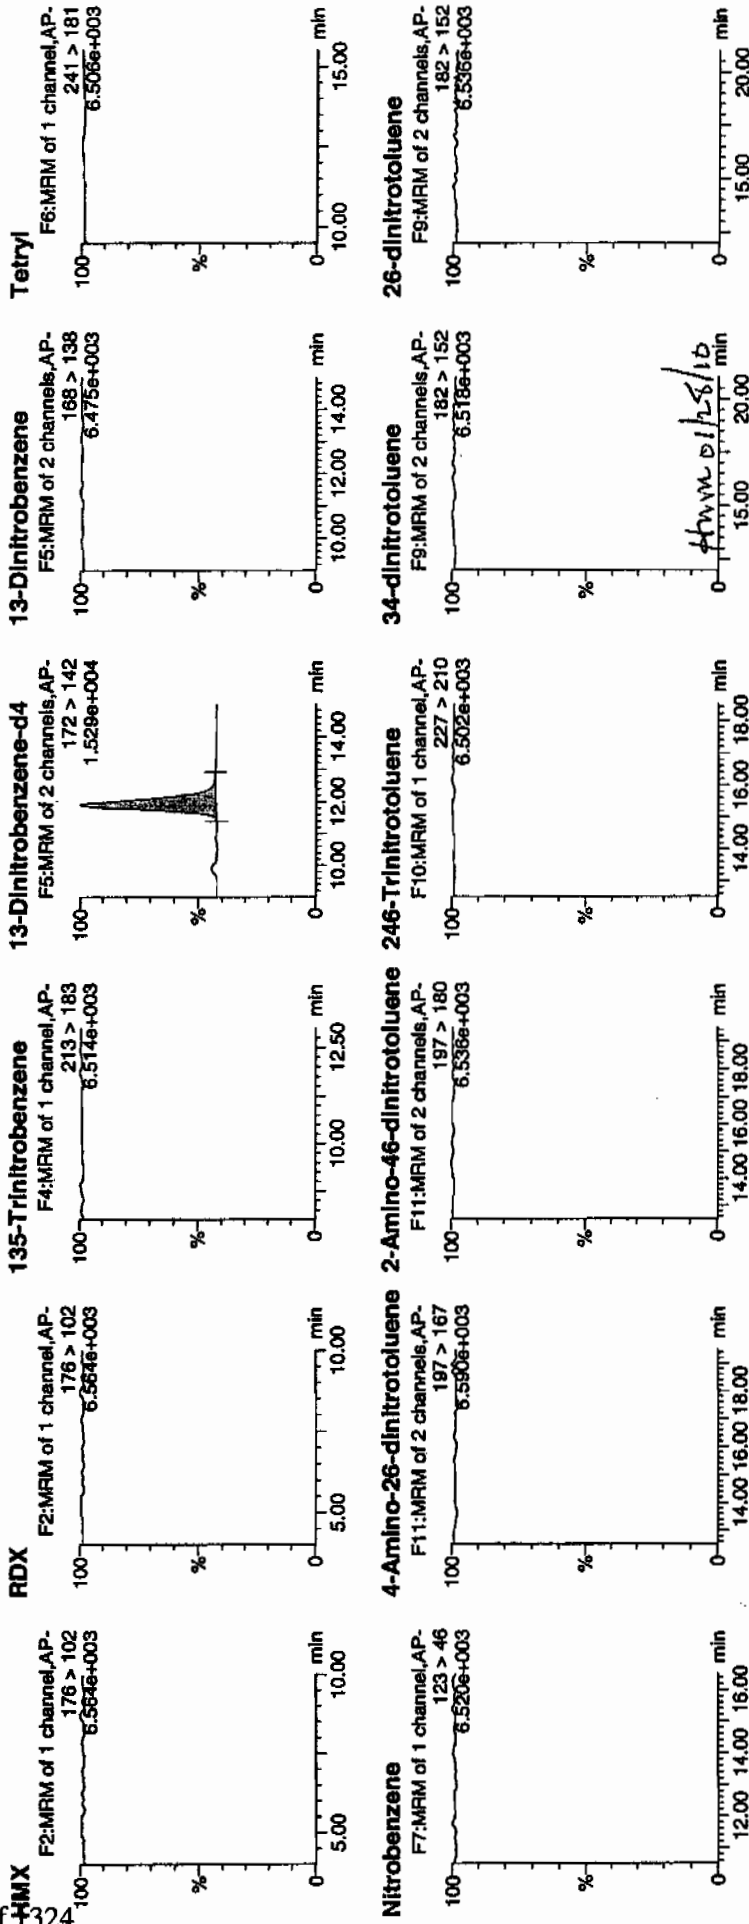 HMX
F2:MRM of 1 channel,AP-
176 > 102
6.564e+003
100
%
0
5.00 10.00 min
RDX
F2:MRM of 1 channel,AP-
176 > 102
6.564e+003
100
%
0
5.00 10.00 min
135-Trinitrobenzene
F4:MRM of 1 channel,AP-
213 > 183
6.514e+003
100
%
0
10.00 12.50 min
13-Dinitrobenzene-d4
F5:MRM of 2 channels,AP-
172 > 142
1.529e+004
100
%
0
10.00 12.00 14.00 min
13-Dinitrobenzene
F5:MRM of 2 channels,AP-
168 > 138
6.475e+003
100
%
0
10.00 12.00 14.00 min
Tetryl
F6:MRM of 1 channel,AP-
241 > 181
6.506e+003
100
%
0
10.00 15.00 min
Nitrobenzene
F7:MRM of 1 channel,AP-
123 > 46
6.520e+003
100
%
0
12.00 14.00 16.00 min
4-Amino-26-dinitrotoluene
F11:MRM of 2 channels,AP-
197 > 167
6.590e+003
100
%
0
14.00 16.00 18.00 min
2-Amino-46-dinitrotoluene
F11:MRM of 2 channels,AP-
197 > 180
6.536e+003
100
%
0
14.00 16.00 18.00 min
246-Trinitrotoluene
F10:MRM of 1 channel,AP-
227 > 210
6.502e+003
100
%
0
14.00 16.00 18.00 min
34-dinitrotoluene
F9:MRM of 2 channels,AP-
182 > 152
6.518e+003
100
%
0
15.00 20.00 min
01/28/10
26-dinitrotoluene
F9:MRM of 2 channels,AP-
182 > 152
6.536e+003
100
%
0
15.00 20.00 min
f 1324